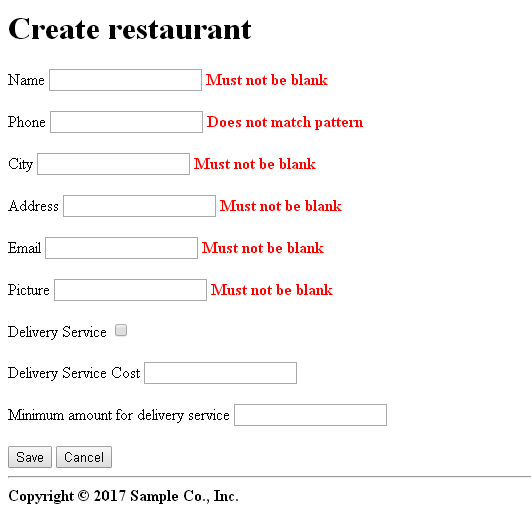 Create restaurant
Name Must not be blank
Phone Does not match pattern
City Must not be blank
Address Must not be blank
Email Must not be blank
Picture Must not be blank
Delivery Service
Delivery Service Cost
Minimum amount for delivery service
Save Cancel
Copyright © 2017 Sample Co., Inc.